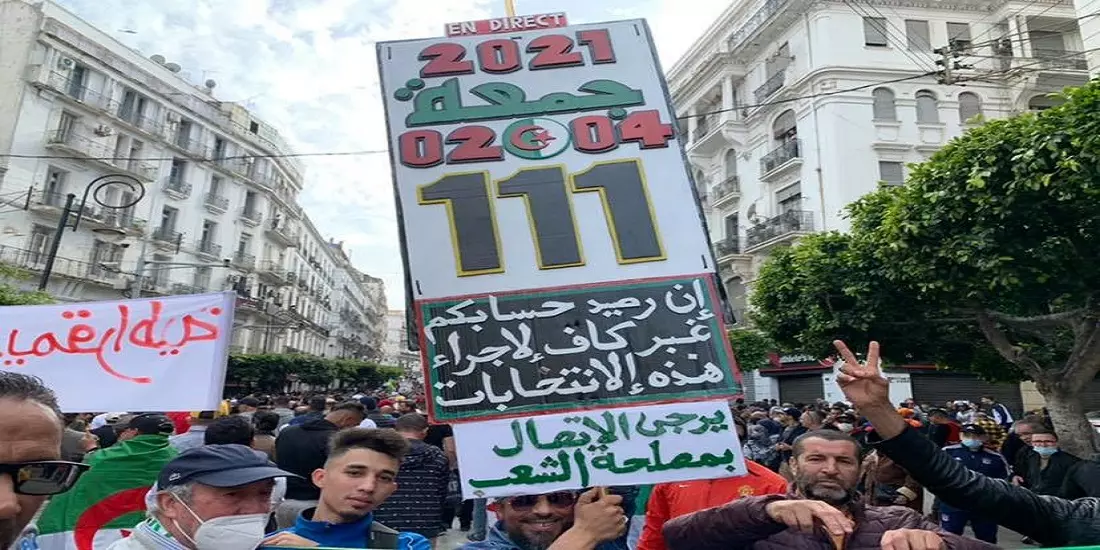 EN DIRECT
2021
جمعة
02 04
111
إن رصيد حسابكم
غير كاف لإجراء
هذه الإنتخابات
يرجى الإتصال
بمصلحة الشعب